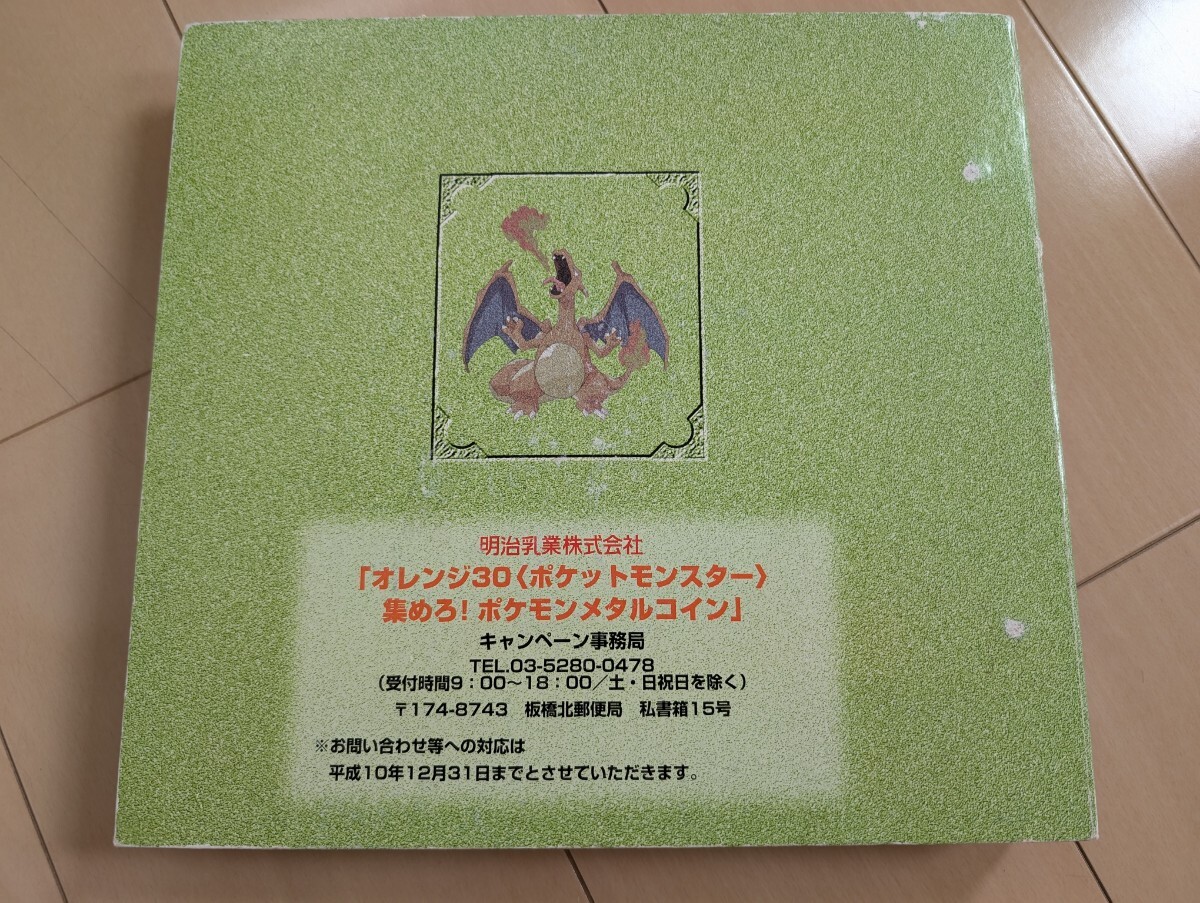 明治乳業株式会社
「オレンジ30〈ポケットモンスター〉
集めろ！ポケモンメタルコイン」
キャンペーン事務局
TEL.03-5280-0478
（受付時間9：00〜18：00／土・日祝日を除く）
〒174-8743 板橋北郵便局 私書箱15号
※お問い合わせ等への対応は
平成10年12月31日までとさせていただきます。